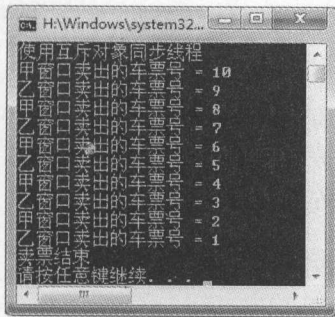 H:\Windows\system32...
使用互斥对象同步线程
甲窗口卖出的车票号 = 10
乙窗口卖出的车票号 = 9
甲窗口卖出的车票号 = 8
乙窗口卖出的车票号 = 7
甲窗口卖出的车票号 = 6
乙窗口卖出的车票号 = 5
甲窗口卖出的车票号 = 4
乙窗口卖出的车票号 = 3
甲窗口卖出的车票号 = 2
乙窗口卖出的车票号 = 1
卖票结束
请按任意键继续. . .